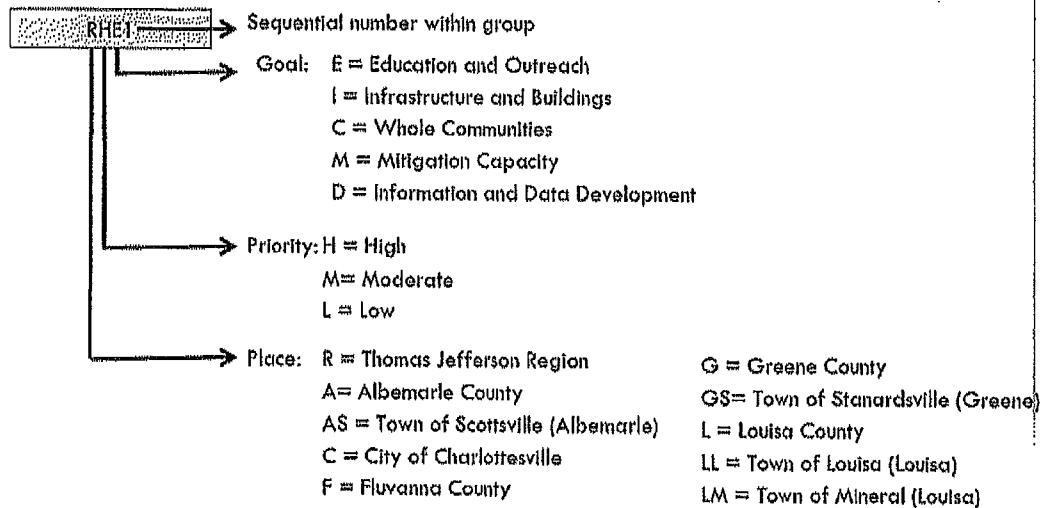 RHE1 Sequential number within group
Goal: E = Education and Outreach
I = Infrastructure and Buildings
C = Whole Communities
M = Mitigation Capacity
D = Information and Data Development
Priority: H = High
M= Moderate
L = Low
Place: R = Thomas Jefferson Region
A= Albemarle County
AS = Town of Scottsville (Albemarle)
C = City of Charlottesville
F = Fluvanna County
G = Greene County
GS= Town of Stanardsville (Greene)
L = Louisa County
LL = Town of Louisa (Louisa)
LM = Town of Mineral (Louisa)